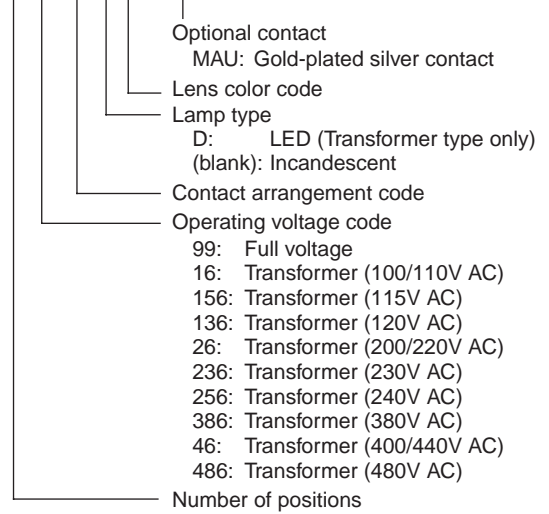 Optional contact
MAU: Gold-plated silver contact
Lens color code
Lamp type
D: LED (Transformer type only)
(blank): Incandescent
Contact arrangement code
Operating voltage code
99: Full voltage
16: Transformer (100/110V AC)
156: Transformer (115V AC)
136: Transformer (120V AC)
26: Transformer (200/220V AC)
236: Transformer (230V AC)
256: Transformer (240V AC)
386: Transformer (380V AC)
46: Transformer (400/440V AC)
486: Transformer (480V AC)
Number of positions